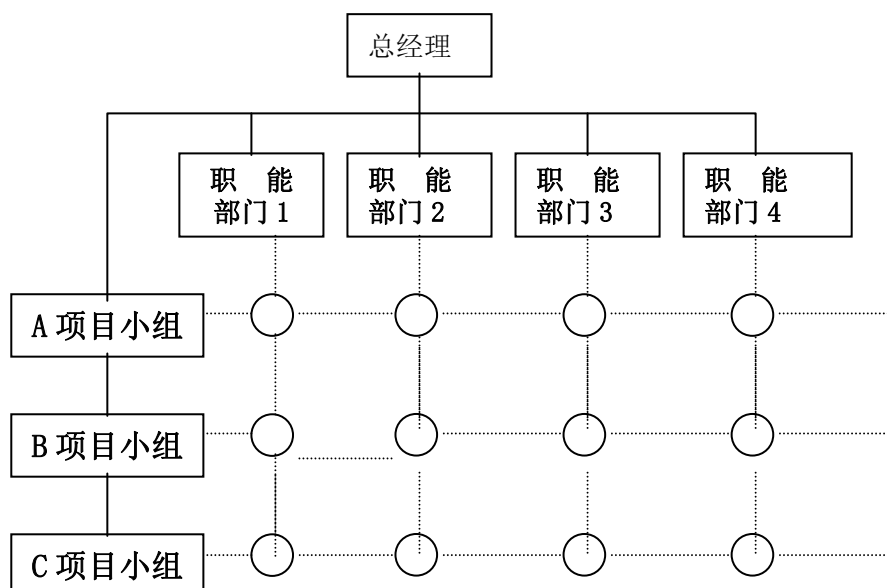 总经理
职 能
部门 1
职 能
部门 2
职 能
部门 3
职 能
部门 4
A 项目小组
B 项目小组
C 项目小组